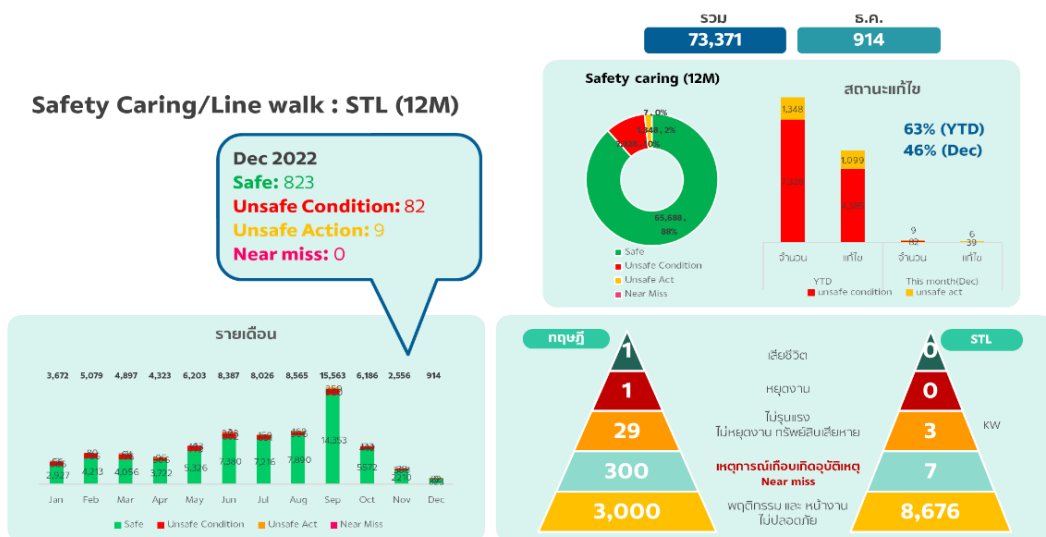 รวม
ธ.ค.
73,371
914
Safety Caring/Line walk : STL (12M)
Dec 2022
Safe: 823
Unsafe Condition: 82
Unsafe Action: 9
Near miss: 0
Safety caring (12M)
7, 0%
1,348, 2%
65,688,
88%
Safe
Unsafe Condition
Unsafe Act
Near Miss
สถานะแก้ไข
63% (YTD)
46% (Dec)
1,348
1,099
9
82
6
39
จำนวน
แก้ไข
จำนวน
แก้ไข
YTD
This month(Dec)
unsafe condition
unsafe act
รายเดือน
3,672 5,079 4,897 4,323 6,203 8,387 8,026 8,565 15,563 6,186 2,556 914
2,927 4,213 4,056 3,722 5,326 7,380 7,216 7,890 14,353 5572 2210
Jan Feb Mar Apr May Jun Jul Aug Sep Oct Nov Dec
Safe Unsafe Condition Unsafe Act Near Miss
ทฤษฎี
STL
1
เสียชีวิต
0
1
หยุดงาน
0
29
ไม่รุนแรง
ไม่หยุดงาน ทรัพย์สินเสียหาย
3
KW
300
เหตุการณ์เกือบเกิดอุบัติเหตุ
Near miss
7
3,000
พฤติกรรม และ หน้างาน
ไม่ปลอดภัย
8,676